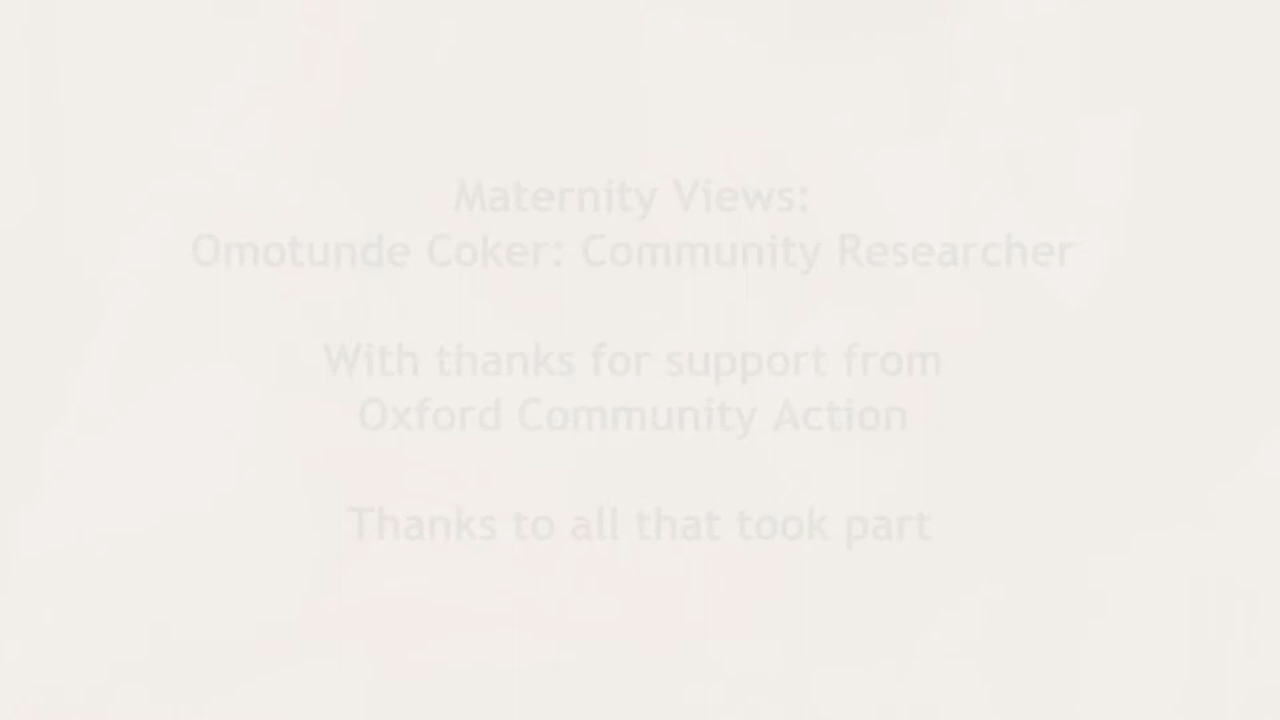 Maternity Views:
Omotunde Coker: Community Researcher
With thanks for support from
Oxford Community Action
Thanks to all that took part